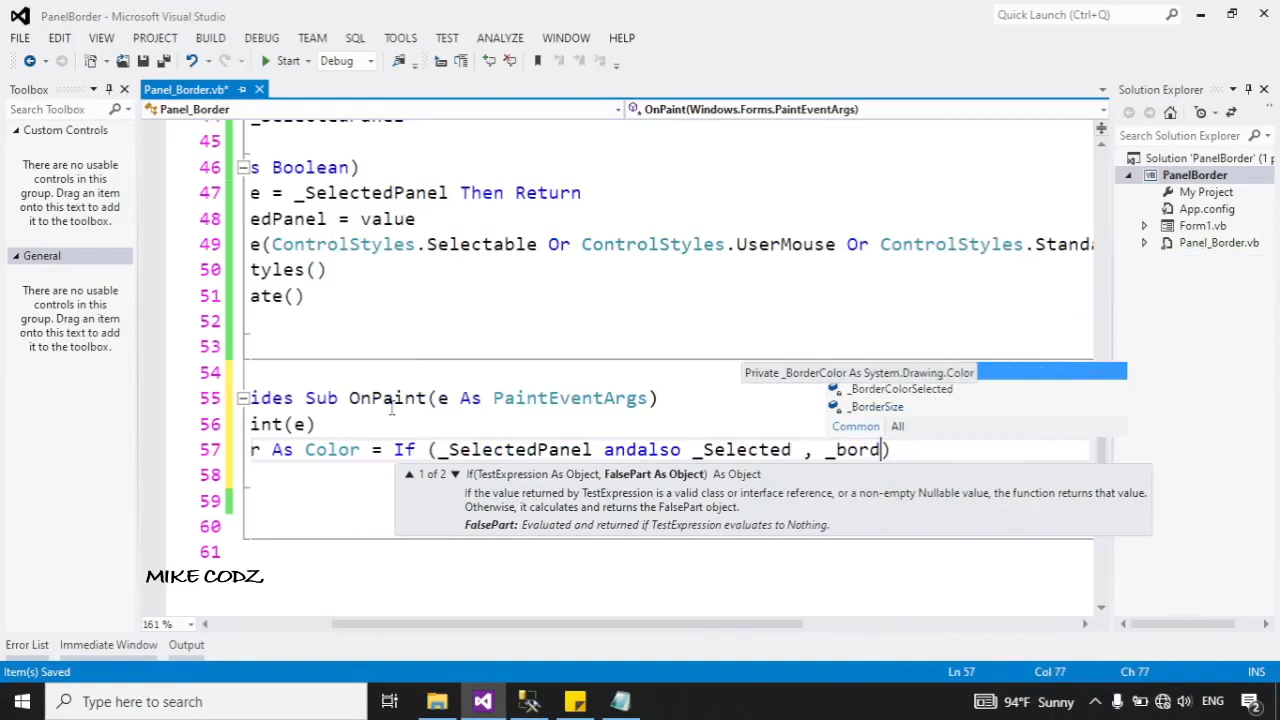 PanelBorder - Microsoft Visual Studio
Quick Launch (Ctrl+Q)
FILE EDIT VIEW PROJECT BUILD DEBUG TEAM SQL TOOLS TEST ANALYZE WINDOW HELP
Start Debug
Toolbox
Search Toolbox
Custom Controls
There are no usable
controls in this
group. Drag an item
onto this text to add
it to the toolbox.
General
There are no usable
controls in this
group. Drag an item
onto this text to add
it to the toolbox.
Panel_Border.vb*
Panel_Border
OnPaint(Windows.Forms.PaintEventArgs)
45
46 s Boolean)
47 e = _SelectedPanel Then Return
48 edPanel = value
49 e(ControlStyles.Selectable Or ControlStyles.UserMouse Or ControlStyles.Standa
50 tyles()
51 ate()
52
53
54
Private _BorderColor As System.Drawing.Color
_BorderColorSelected
_BorderSize
Common All
55 ides Sub OnPaint(e As PaintEventArgs)
56 int(e)
57 r As Color = If (_SelectedPanel andalso _Selected , _bord)
58
1 of 2 If(TestExpression As Object, FalsePart As Object) As Object
If the value returned by TestExpression is a valid class or interface reference, or a non-empty Nullable value, the function returns that value.
Otherwise, it calculates and returns the FalsePart object.
FalsePart: Evaluated and returned if TestExpression evaluates to Nothing.
59
60
61
MIKE CODZ,
161 %
Solution Explorer
Search Solution Explorer
Solution 'PanelBorder' (1 p
PanelBorder
My Project
App.config
Form1.vb
Panel_Border.vb
Error List Immediate Window Output
Item(s) Saved
Ln 57 Col 77 Ch 77 INS
Type here to search
94°F Sunny
ENG
2